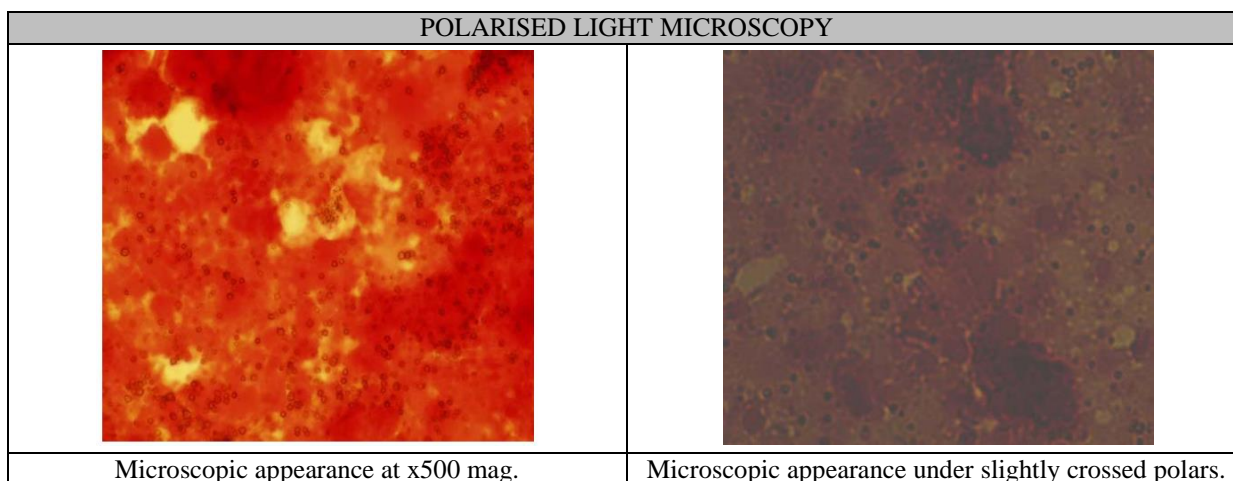 POLARISED LIGHT MICROSCOPY
Microscopic appearance at x500 mag.
Microscopic appearance under slightly crossed polars.